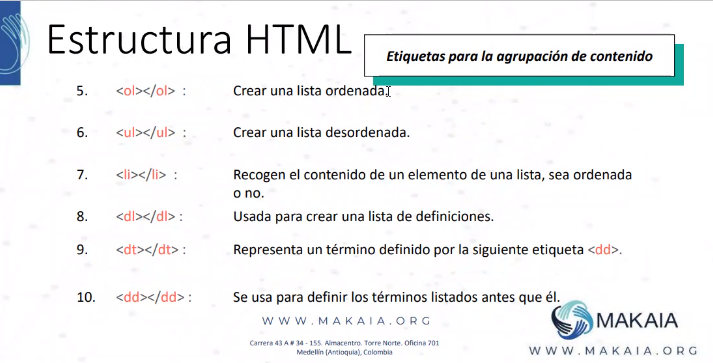 Estructura HTML
Etiquetas para la agrupación de contenido
5. <ol></ol> : Crear una lista ordenada.
6. <ul></ul> : Crear una lista desordenada.
7. <li></li> : Recogen el contenido de un elemento de una lista, sea ordenada
o no.
8. <dl></dl> : Usada para crear una lista de definiciones.
9. <dt></dt> : Representa un término definido por la siguiente etiqueta <dd>.
10. <dd></dd> : Se usa para definir los términos listados antes que él.
WWW.MAKAIA.ORG
Carrera 43 A # 34 - 155. Almacentro. Torre Norte. Oficina 701
Medellín (Antioquia), Colombia
MAKAIA
WWW.MAKAIA.ORG